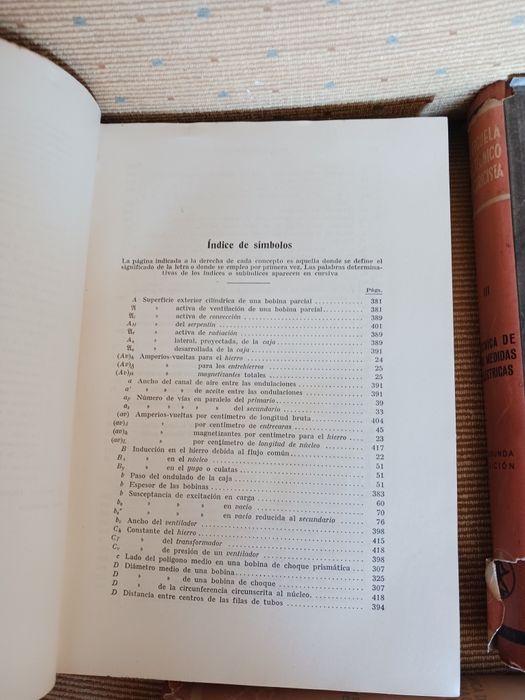 Índice de símbolos
La página indicada a la derecha de cada concepto es aquella donde se define el
significado de la letra o donde se empleo por primera vez. Las palabras determina-
tivas de los índices o subíndices aparecen en cursiva
Págs.
A Superficie exterior cilíndrica de una bobina parcial 381
» activa de ventilación de una bobina parcial 381
» activa de convección 389
» del serpentín 401
» activa de radiación 389
» lateral, proyectada, de la caja 389
» desarrollada de la caja 391
Amperios-vueltas para el hierro 24
» para los entrehierros 25
» magnetizantes totales 25
a Ancho del canal de aire entre las ondulaciones 391
a' » » » de aceite entre las ondulaciones 391
Número de vías en paralelo del primario 39
» » » » del secundario 33
(av) Amperios-vueltas por centímetro de longitud bruta 404
» por centímetro de entrecaras 45
» magnetizantes por centímetro para el hierro 23
» por centímetro de longitud de núcleo 417
B Inducción en el hierro debida al flujo común 22
» en el núcleo 51
» en el yugo o culatas 51
b Paso del ondulado de la caja
b Espesor de las bobinas 383
b Susceptancia de excitación en carga 60
» » » en vacío 70
» » » en vacío reducida al secundario 76
Ancho del ventilador 398
Constante del hierro 415
» del transformador 418
» de presión de un ventilador 398
c Lado del polígono medio en una bobina de choque prismática 307
D Diámetro medio de una bobina 325
D » » de una bobina de choque 307
D » de la circunferencia circunscrita al núcleo. 418
D Distancia entre centros de las filas de tubos 394
III
DE
MEDIDAS